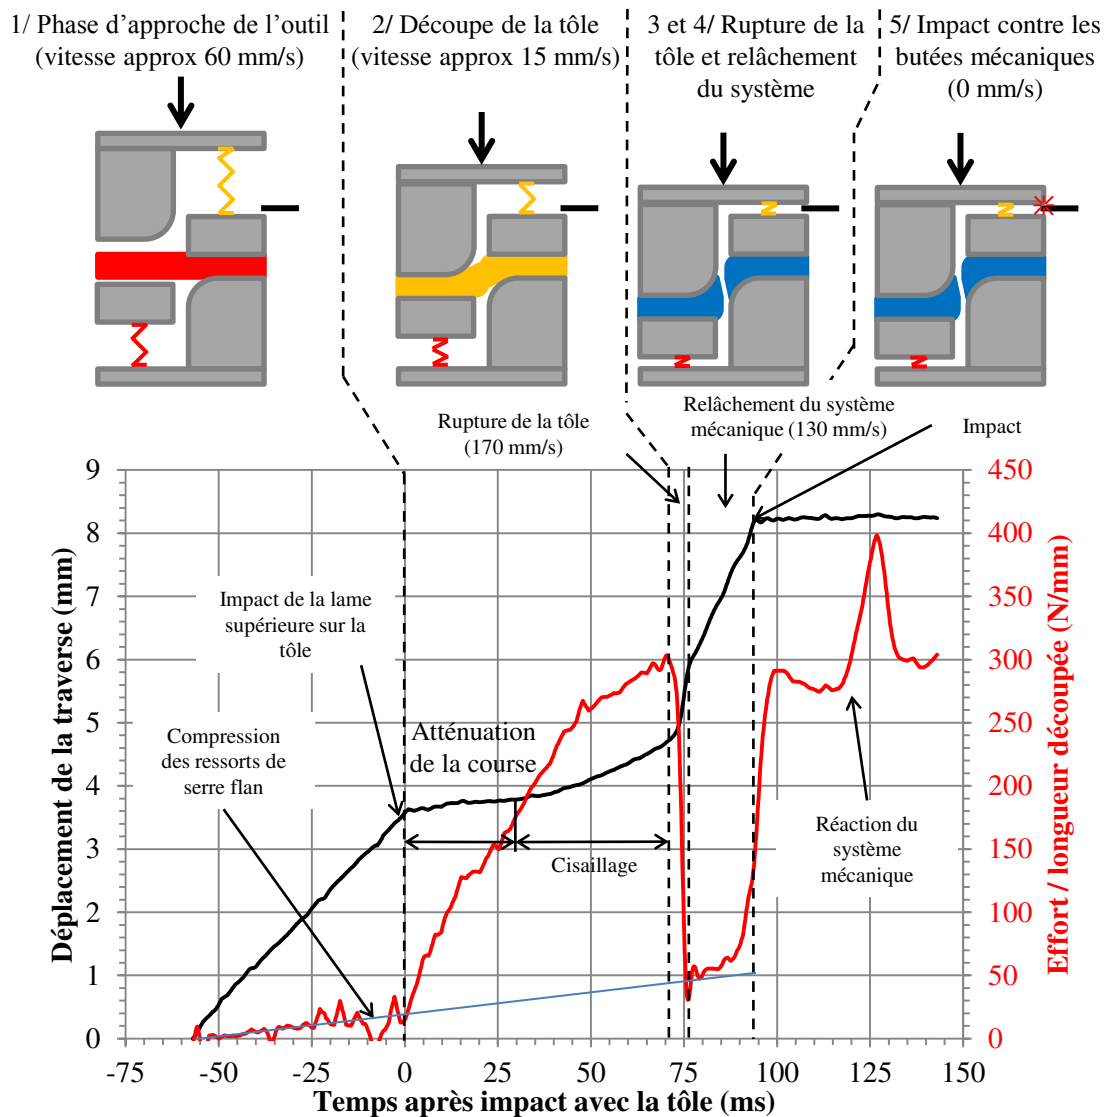 1/ Phase d’approche de l’outil
(vitesse approx 60 mm/s)
2/ Découpe de la tôle
(vitesse approx 15 mm/s)
3 et 4/ Rupture de la
tôle et relâchement
du système
5/ Impact contre les
butées mécaniques
(0 mm/s)
Rupture de la tôle
(170 mm/s)
Relâchement du système
mécanique (130 mm/s)
Impact
Impact de la lame
supérieure sur la
tôle
Compression
des ressorts de
serre flan
Atténuation
de la course
Cisaillage
Réaction du
système
mécanique
Déplacement de la traverse (mm)
9
8
7
6
5
4
3
2
1
0
Effort / longueur découpée (N/mm)
450
400
350
300
250
200
150
100
50
0
-75
-50
-25
0
25
50
75
100
125
150
Temps après impact avec la tôle (ms)